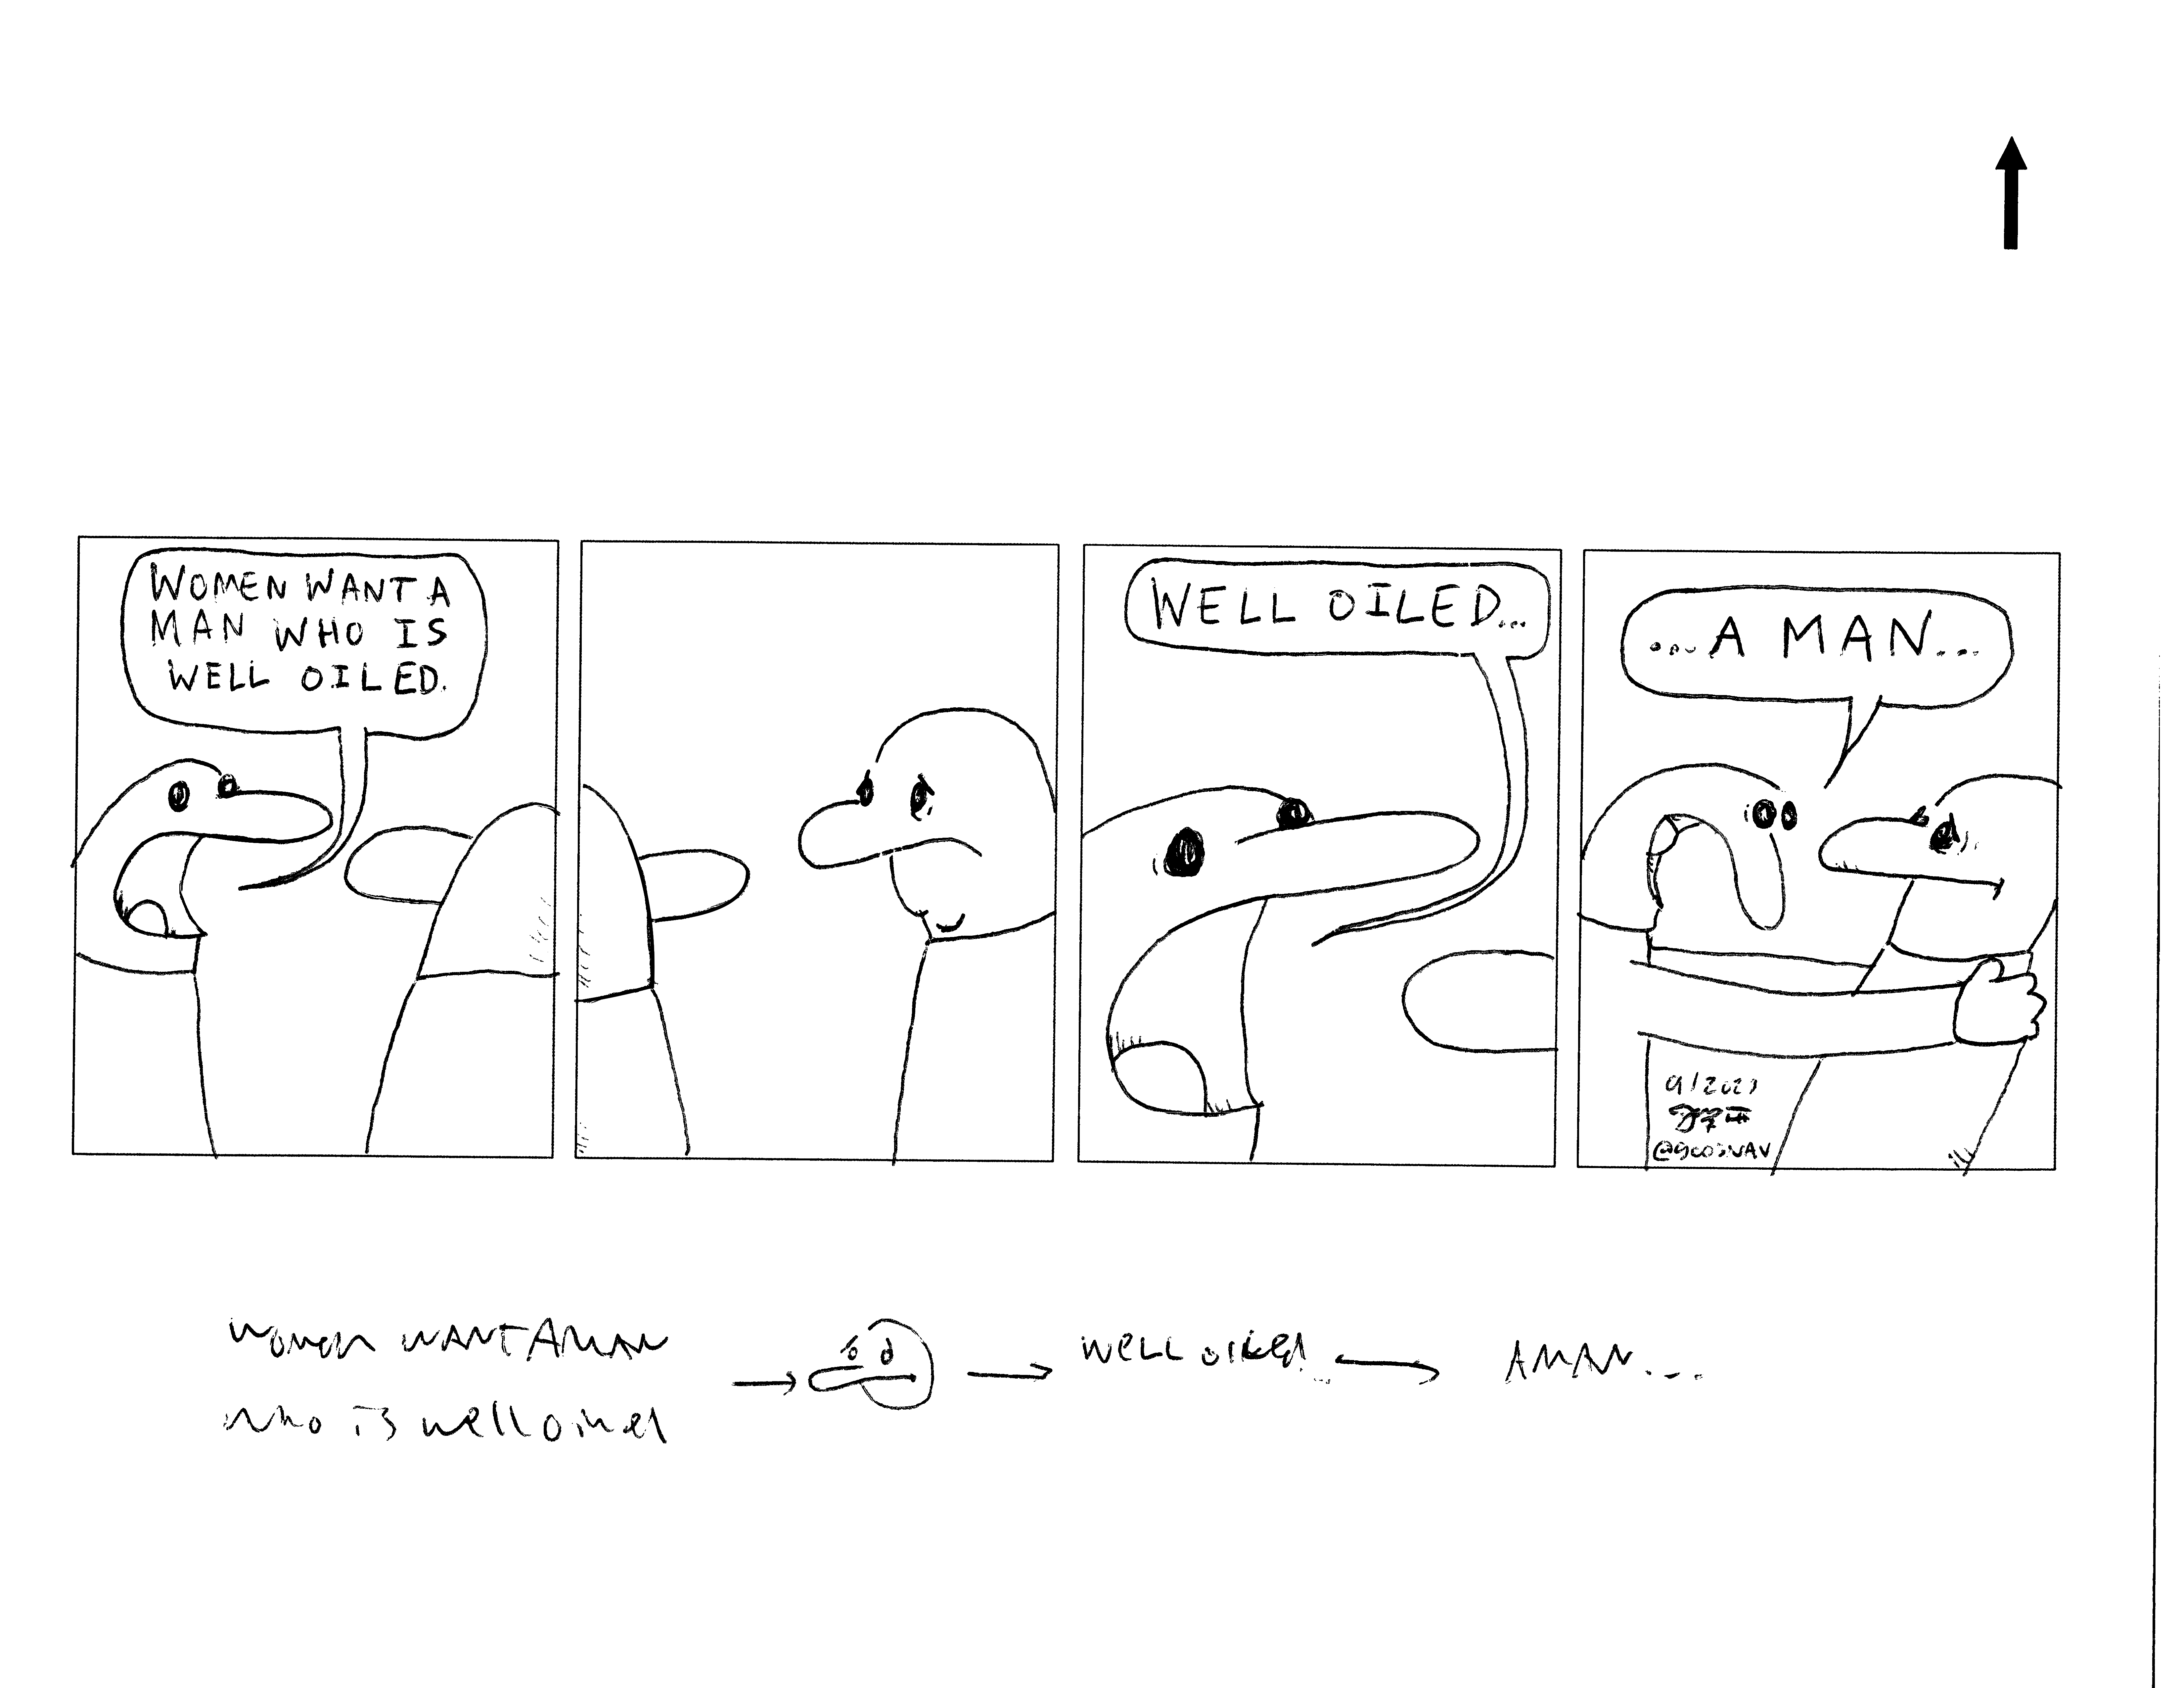 WOMEN WANT A
MAN WHO IS
WELL OILED.
WELL OILED...
...A MAN...
9/2021
@goosnav
WOMEN WANT A MAN
who is well oiled
well oiled...
A MAN...